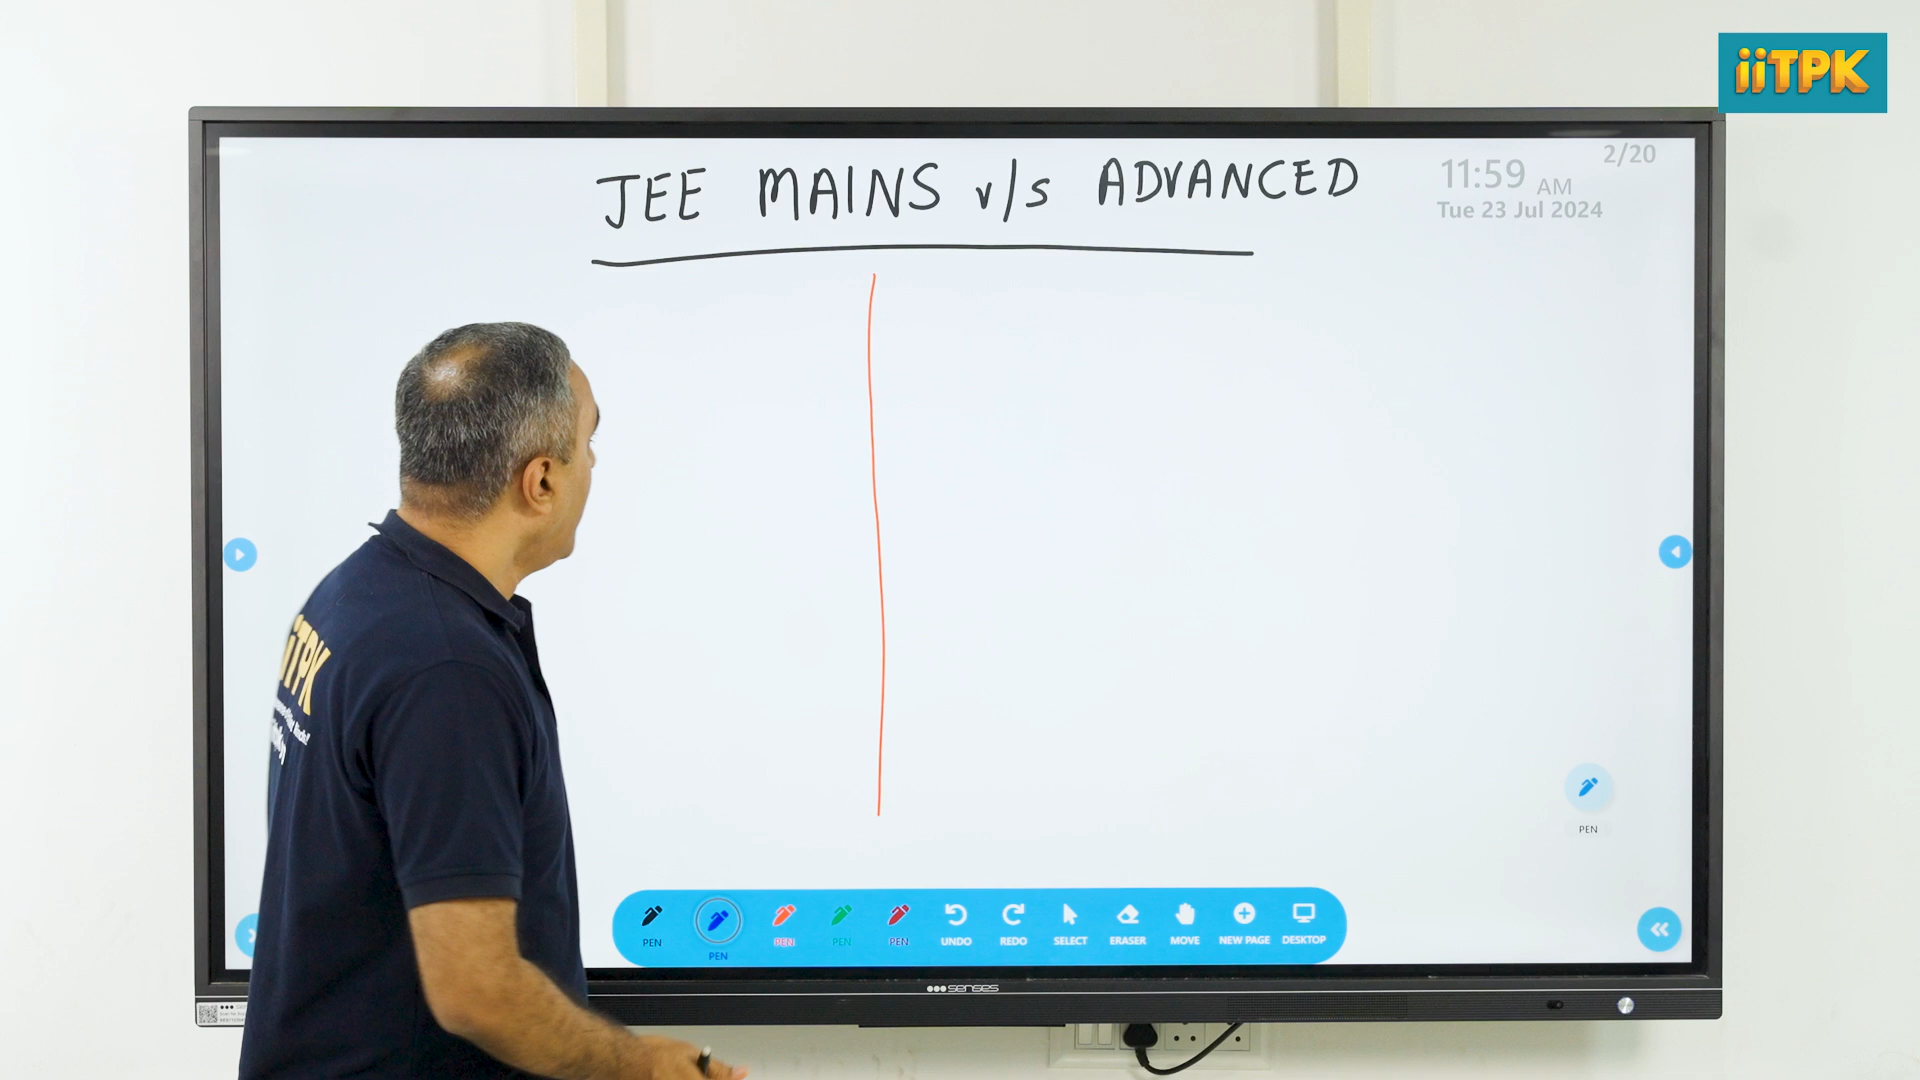 iiTPK
2/20
11:59 AM
Tue 23 Jul 2024
JEE MAINS v/s ADVANCED
iiTPK
PEN
PEN
PEN
PEN
PEN
PEN
UNDO
REDO
SELECT
ERASER
MOVE
NEW PAGE
DESKTOP
senses